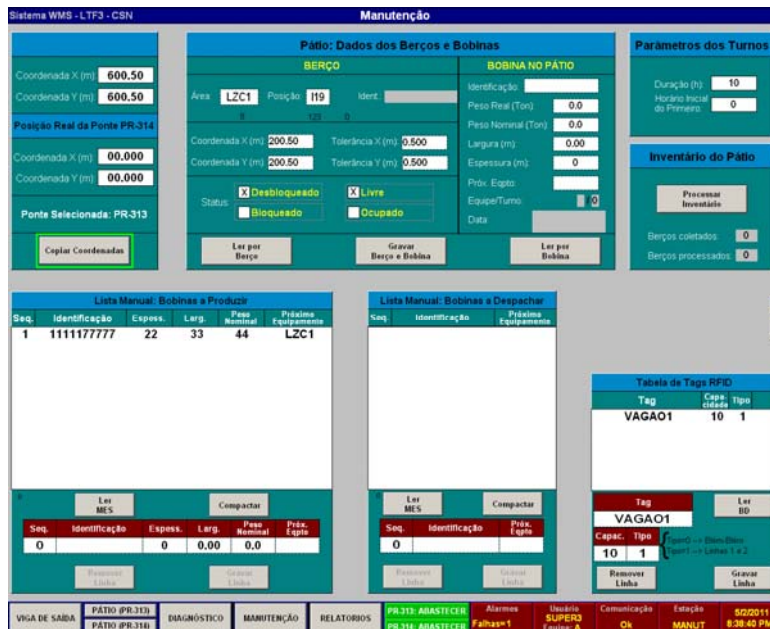 Sistema WMS - LTF3 - CSN
Manutenção
Coordenada X (m): 600.50
Coordenada Y (m): 600.50
Posição Real da Ponte PR-314
Coordenada X (m): 00.000
Coordenada Y (m): 00.000
Ponte Selecionada: PR-313
Copiar Coordenadas
Pátio: Dados dos Berços e Bobinas
BERÇO
Área: LZC1 Posição: I19 Ident.:
Coordenada X (m): 200.50 Tolerância X (m): 0.500
Coordenada Y (m): 200.50 Tolerância Y (m): 0.500
Status:
X Desbloqueado X Livre
Bloqueado Ocupado
Ler por Berço
Gravar Berço e Bobina
Ler por Bobina
BOBINA NO PÁTIO
Identificação:
Peso Real (Ton): 0.0
Peso Nominal (Ton): 0.0
Largura (m): 0.00
Espessura (m): 0
Próx. Eqpto:
Equipe/Turno: / 0
Data:
Parâmetros dos Turnos
Duração (h): 10
Horário Inicial do Primeiro: 0
Inventário do Pátio
Processar Inventário
Berços coletados: 0
Berços processados: 0
Lista Manual: Bobinas a Produzir
Seq. Identificação Espess. Larg. Peso Nominal Próximo Equipamento
1 1111177777 22 33 44 LZC1
Ler MES
Compactar
Seq. Identificação Espess. Larg. Peso Nominal Próx. Eqpto
0 0 0.00 0.0
Remover Linha
Gravar Linha
Lista Manual: Bobinas a Despachar
Seq. Identificação Próximo Equipamento
Ler MES
Compactar
Seq. Identificação Próx. Eqpto
0
Remover Linha
Gravar Linha
Tabela de Tags RFID
Tag Capacidade Tipo
VAGAO1 10 1
Tag
VAGAO1
Ler BD
Capac. Tipo
10 1
Tipo=1 --> Linhas 1 e 2
Remover Linha
Gravar Linha
VIGA DE SAÍDA
PÁTIO (PR-313)
PÁTIO (PR-314)
DIAGNÓSTICO
MANUTENÇÃO
RELATORIOS
PR-313: ABASTECER
PR-314: ABASTECER
Alarmes
Falhas=1
Usuário
SUPER3
Equipe: A
Comunicação
Ok
Estação
MANUT
5/2/2011
8:38:40 PM